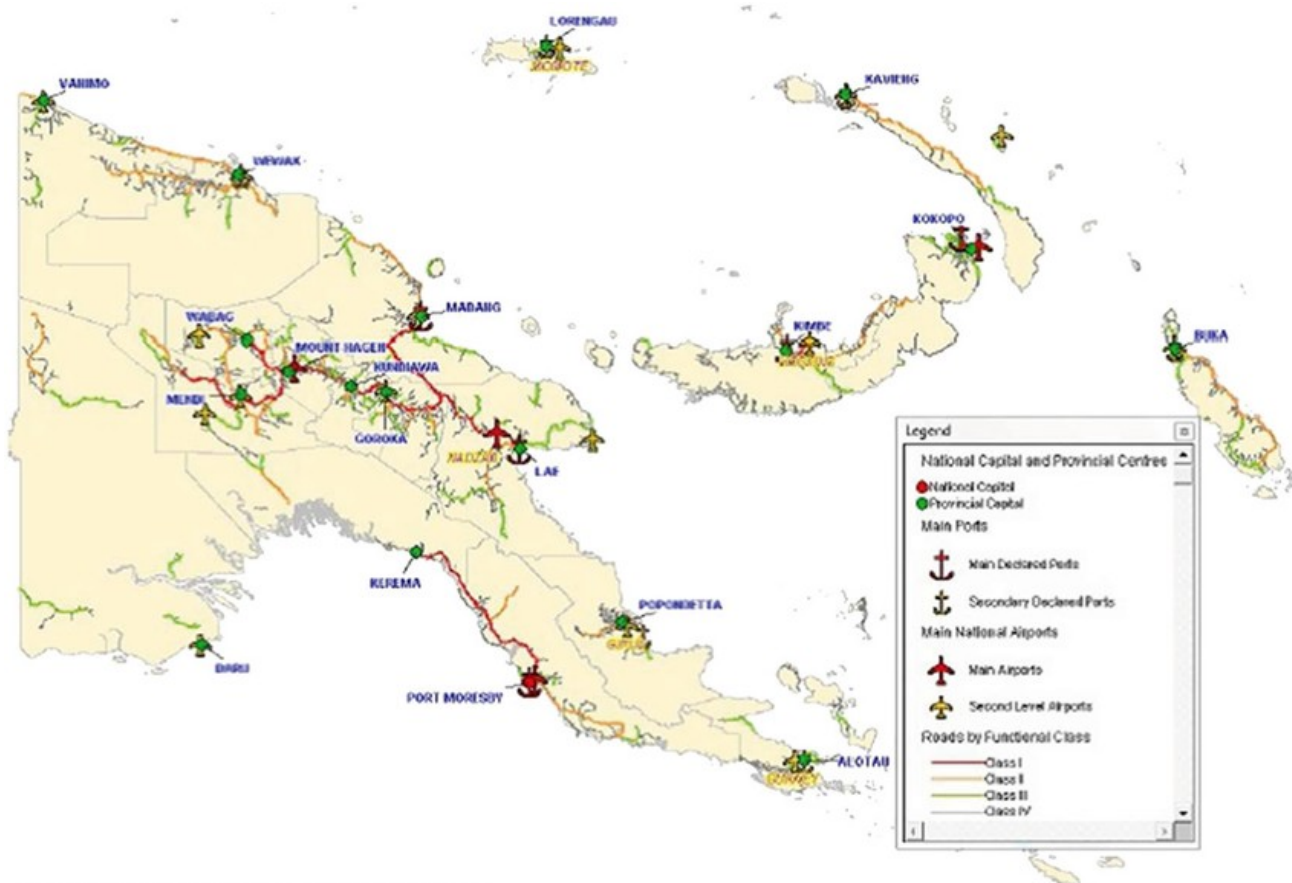 LORENGAU
MOMOTE
VANIMO
KAVIENG
WEWAK
KOKOPO
MADANG
WABAG
KIMBE
BUKA
MOUNT HAGEN
KUNDIAWA
MENDI
GOROKA
NADZAB
LAE
KEREMA
POPONDETTA
DARU
PORT MORESBY
ALOTAU
GURNEY
Legend
National Capital and Provincial Centres
National Capital
Provincial Capital
Main Ports
Main Declared Ports
Secondary Declared Ports
Main National Airports
Main Airports
Second Level Airports
Roads by Functional Class
Class I
Class II
Class III
Class IV